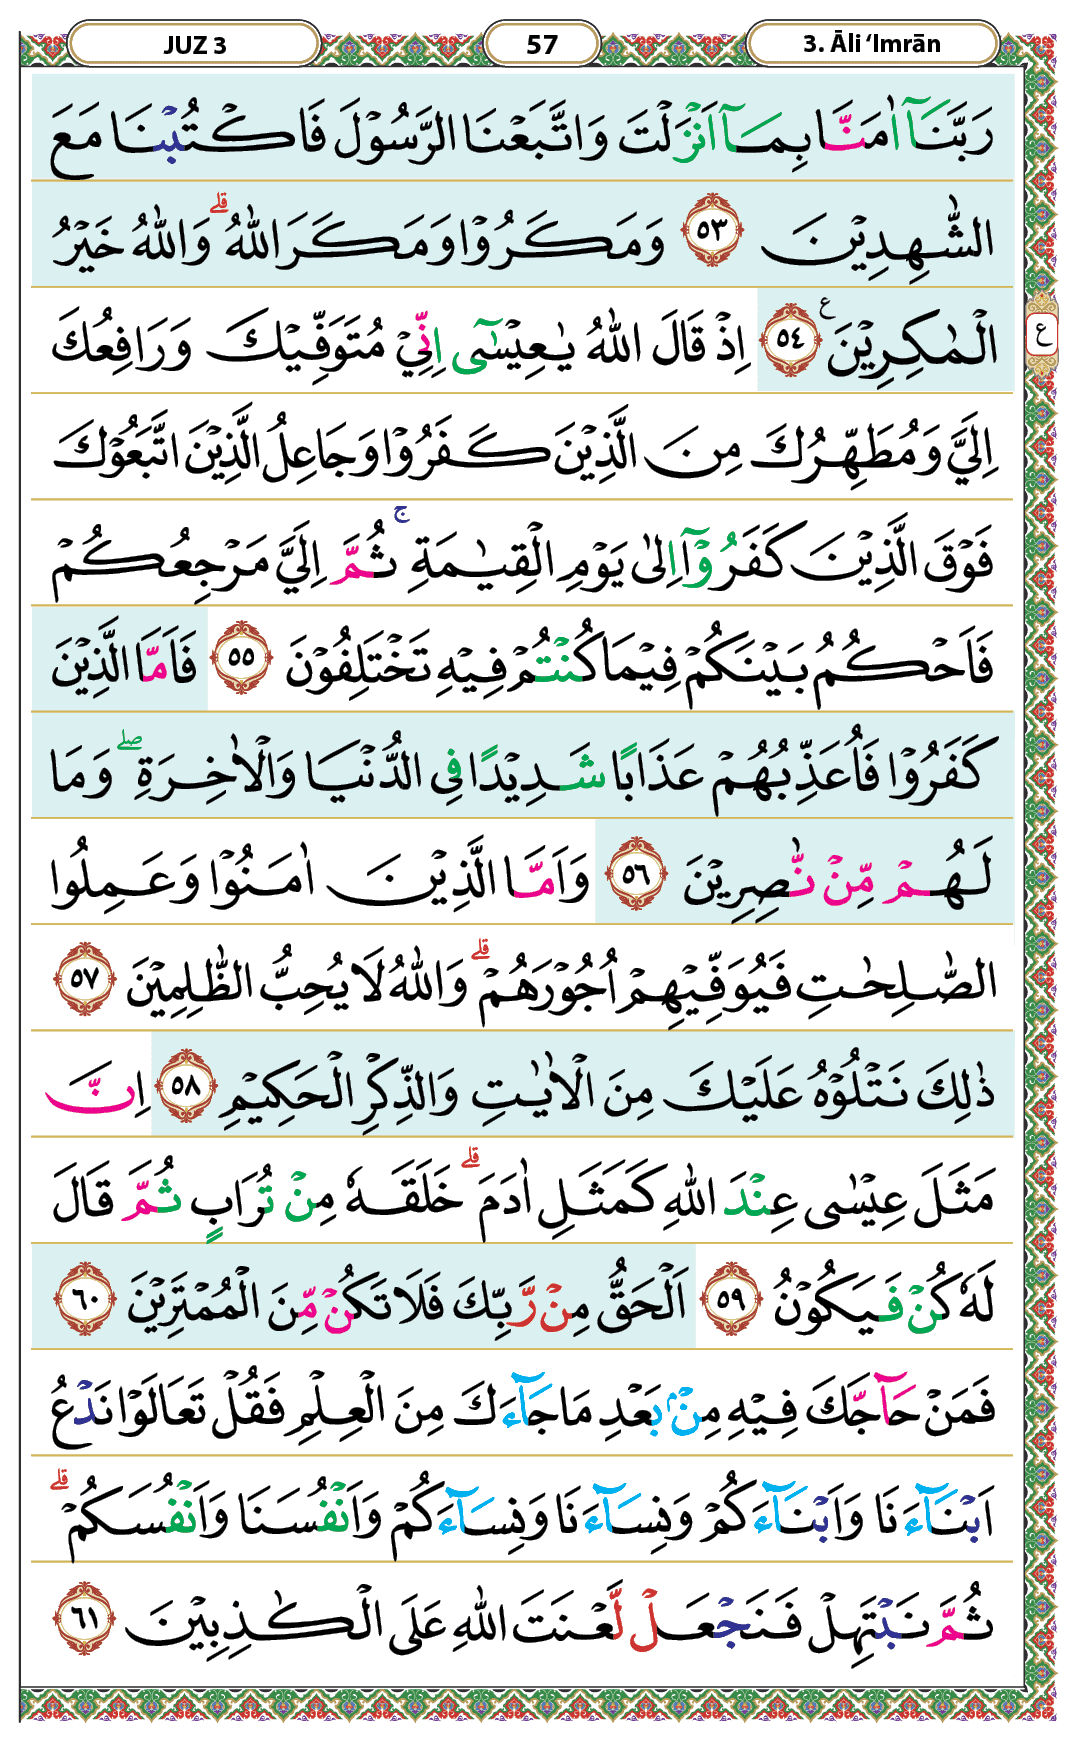 JUZ 3
57
3. Āli ‘Imrān
رَبَّنَآ اٰمَنَّا بِمَآ اَنْزَلْتَ وَاتَّبَعْنَا الرَّسُوْلَ فَاكْتُبْنَا مَعَ
الشّٰهِدِيْنَ ٥٣ وَمَكَرُوْا وَمَكَرَ اللّٰهُ ۗ وَاللّٰهُ خَيْرُ
الْمٰكِرِيْنَ ࣖ ٥٤ اِذْ قَالَ اللّٰهُ يٰعِيْسٰٓى اِنِّيْ مُتَوَفِّيْكَ وَرَافِعُكَ
ع
اِلَيَّ وَمُطَهِّرُكَ مِنَ الَّذِيْنَ كَفَرُوْا وَجَاعِلُ الَّذِيْنَ اتَّبَعُوْكَ
فَوْقَ الَّذِيْنَ كَفَرُوْٓا اِلٰى يَوْمِ الْقِيٰمَةِ ۚ ثُمَّ اِلَيَّ مَرْجِعُكُمْ
فَاَحْكُمُ بَيْنَكُمْ فِيْمَا كُنْتُمْ فِيْهِ تَخْتَلِفُوْنَ ٥٥ فَاَمَّا الَّذِيْنَ
كَفَرُوْا فَاُعَذِّبُهُمْ عَذَابًا شَدِيْدًا فِى الدُّنْيَا وَالْاٰخِرَةِ ۖ وَمَا
لَهُمْ مِّنْ نّٰصِرِيْنَ ٥٦ وَاَمَّا الَّذِيْنَ اٰمَنُوْا وَعَمِلُوا
الصّٰلِحٰتِ فَيُوَفِّيْهِمْ اُجُوْرَهُمْ ۗ وَاللّٰهُ لَا يُحِبُّ الظّٰلِمِيْنَ ٥٧
ذٰلِكَ نَتْلُوْهُ عَلَيْكَ مِنَ الْاٰيٰتِ وَالذِّكْرِ الْحَكِيْمِ ٥٨ اِنَّ
مَثَلَ عِيْسٰى عِنْدَ اللّٰهِ كَمَثَلِ اٰدَمَ ۗ خَلَقَهٗ مِنْ تُرَابٍ ثُمَّ قَالَ
لَهٗ كُنْ فَيَكُوْنُ ٥٩ اَلْحَقُّ مِنْ رَّبِّكَ فَلَا تَكُنْ مِّنَ الْمُمْتَرِيْنَ ٦٠
فَمَنْ حَاۤجَّكَ فِيْهِ مِنْۢ بَعْدِ مَا جَاۤءَكَ مِنَ الْعِلْمِ فَقُلْ تَعَالَوْا نَدْعُ
اَبْنَاۤءَنَا وَاَبْنَاۤءَكُمْ وَنِسَاۤءَنَا وَنِسَاۤءَكُمْ وَاَنْفُسَنَا وَاَنْفُسَكُمْ ۗ
ثُمَّ نَبْتَهِلْ فَنَجْعَلْ لَّعْنَتَ اللّٰهِ عَلَى الْكٰذِبِيْنَ ٦١